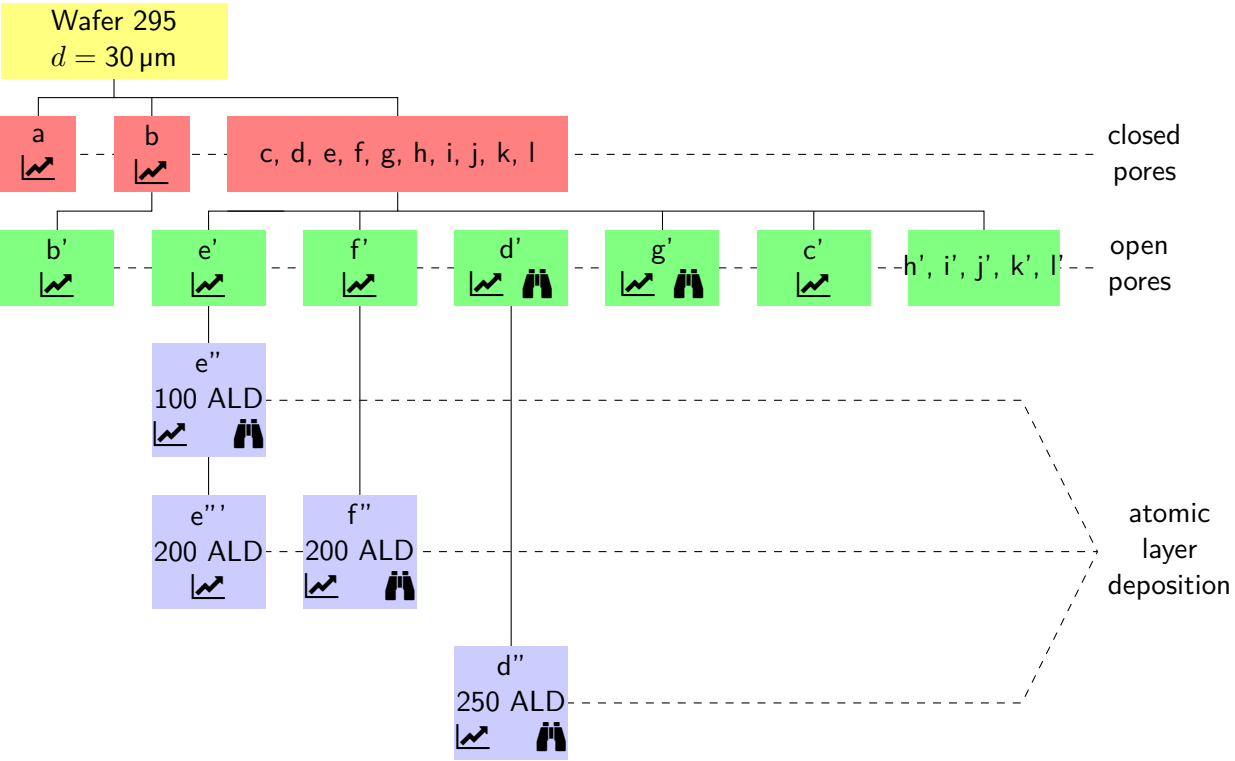 Wafer 295
d = 30 µm
a
b
c, d, e, f, g, h, i, j, k, l
closed
pores
b'
e'
f'
d'
g'
c'
h', i', j', k', l'
open
pores
e''
100 ALD
e'''
200 ALD
f''
200 ALD
atomic
layer
deposition
d''
250 ALD